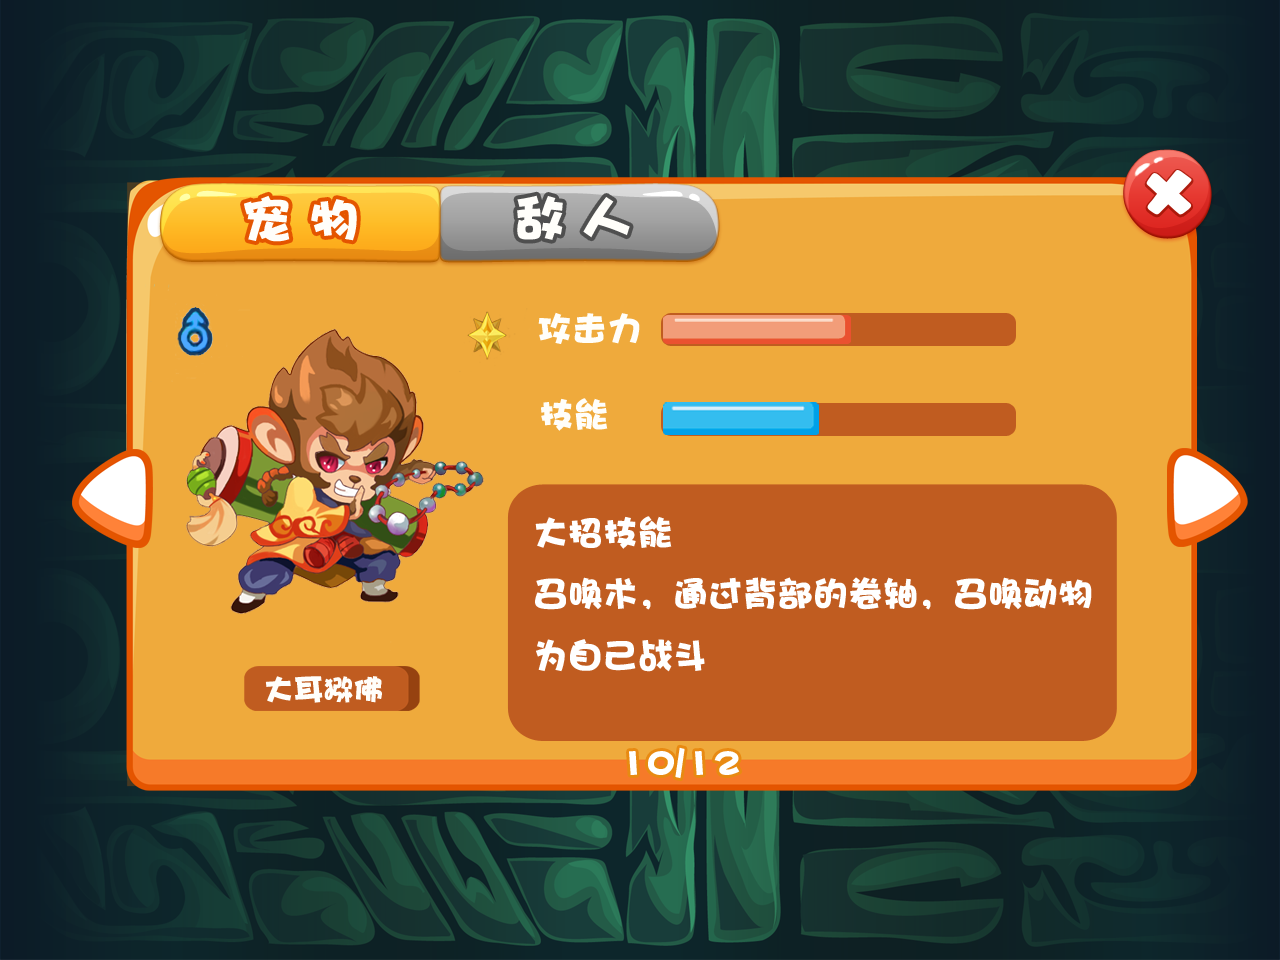 宠物
敌人
攻击力
技能
大招技能
召唤术，通过背部的卷轴，召唤动物
为自己战斗
大耳猕佛
10/12